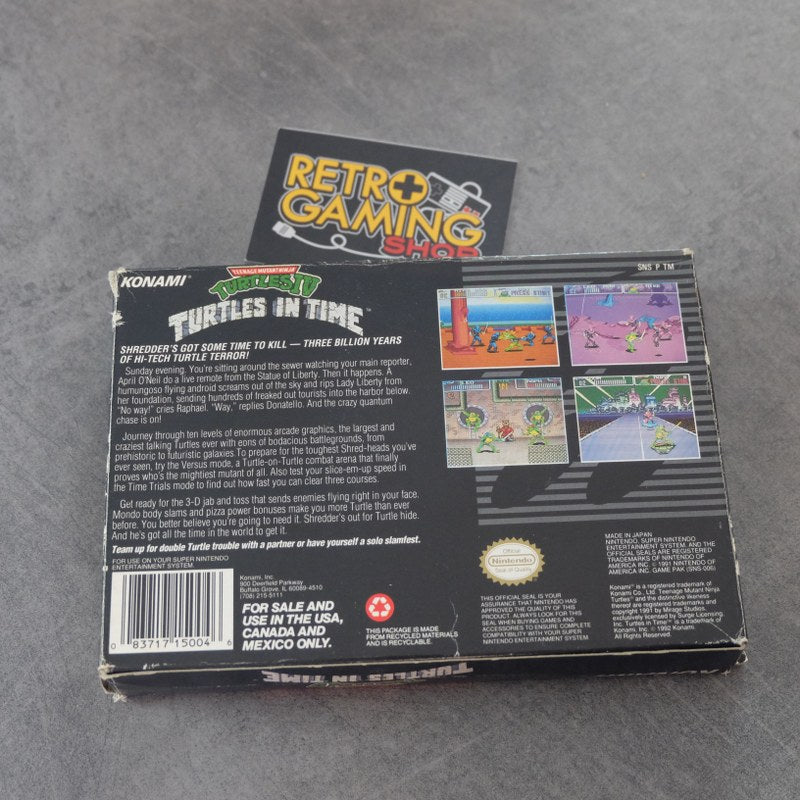 RETRO
GAMING
SHOP
KONAMI®
TEENAGE MUTANT NINJA
TURTLES IV
TURTLES IN TIME™
SNS P TM
SHREDDER'S GOT SOME TIME TO KILL — THREE BILLION YEARS
OF HI-TECH TURTLE TERROR!
Sunday evening. You're sitting around the sewer watching your main reporter,
April O'Neil do a live remote from the Statue of Liberty. Then it happens. A
humungoso flying android screams out of the sky and rips Lady Liberty from
her foundation, sending hundreds of freaked out tourists into the harbor below.
"No way!" cries Raphael. "Way," replies Donatello. And the crazy quantum
chase is on!
Journey through ten levels of enormous arcade graphics, the largest and
craziest talking Turtles ever with eons of bodacious battlegrounds, from
prehistoric to futuristic galaxies. To prepare for the toughest Shred-heads you've
ever seen, try the Versus mode, a Turtle-on-Turtle combat arena that finally
proves who's the mightiest mutant of all. Also test your slice-em-up speed in
the Time Trials mode to find out how fast you can clear three courses.
Get ready for the 3-D jab and toss that sends enemies flying right in your face.
Mondo body slams and pizza power bonuses make you more Turtle than ever
before. You better believe you're going to need it. Shredder's out for Turtle hide.
And he's got all the time in the world to get it.
Team up for double Turtle trouble with a partner or have yourself a solo slamfest.
FOR USE ON YOUR SUPER NINTENDO
ENTERTAINMENT SYSTEM.
0 83717 15004 6
Konami, Inc.
900 Deerfield Parkway
Buffalo Grove, IL 60089-4510
(708) 215-5111
FOR SALE AND
USE IN THE USA,
CANADA AND
MEXICO ONLY.
THIS PACKAGE IS MADE
FROM RECYCLED MATERIALS
AND IS RECYCLABLE.
Official
Nintendo
Seal of Quality
THIS OFFICIAL SEAL IS YOUR
ASSURANCE THAT NINTENDO HAS
APPROVED THE QUALITY OF THIS
PRODUCT. ALWAYS LOOK FOR THIS
SEAL WHEN BUYING GAMES AND
ACCESSORIES TO ENSURE COMPLETE
COMPATIBILITY WITH YOUR SUPER
NINTENDO ENTERTAINMENT SYSTEM.
MADE IN JAPAN
NINTENDO, SUPER NINTENDO
ENTERTAINMENT SYSTEM, AND THE
OFFICIAL SEALS ARE REGISTERED
TRADEMARKS OF NINTENDO OF
AMERICA INC. © 1991 NINTENDO OF
AMERICA INC. GAME PAK (SNS-006)
Konami® is a registered trademark of
Konami Co., Ltd. Teenage Mutant Ninja
Turtles® and the distinctive likeness
thereof are registered trademarks and
copyright 1991 by Mirage Studios,
exclusively licensed by Surge Licensing,
Inc. Turtles in Time™ is a trademark
of Konami. © 1992 Konami.
All Rights Reserved.
TURTLES IN TIME